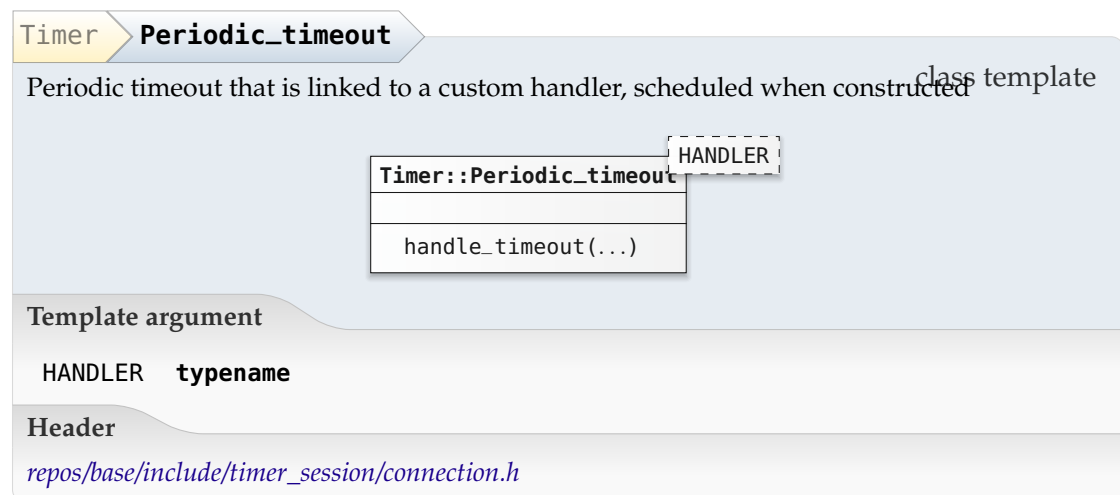 Timer Periodic_timeout
class template
Periodic timeout that is linked to a custom handler, scheduled when constructed
HANDLER
Timer::Periodic_timeout
handle_timeout(...)
Template argument
HANDLER typename
Header
repos/base/include/timer_session/connection.h